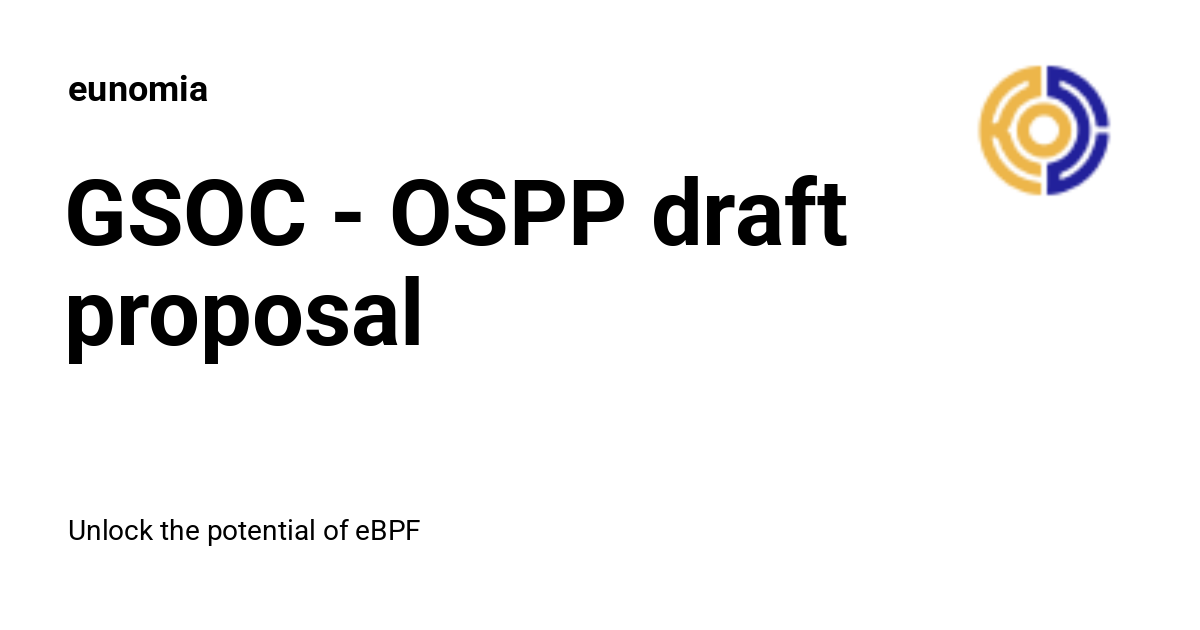 eunomia
GSOC - OSPP draft
proposal
Unlock the potential of eBPF